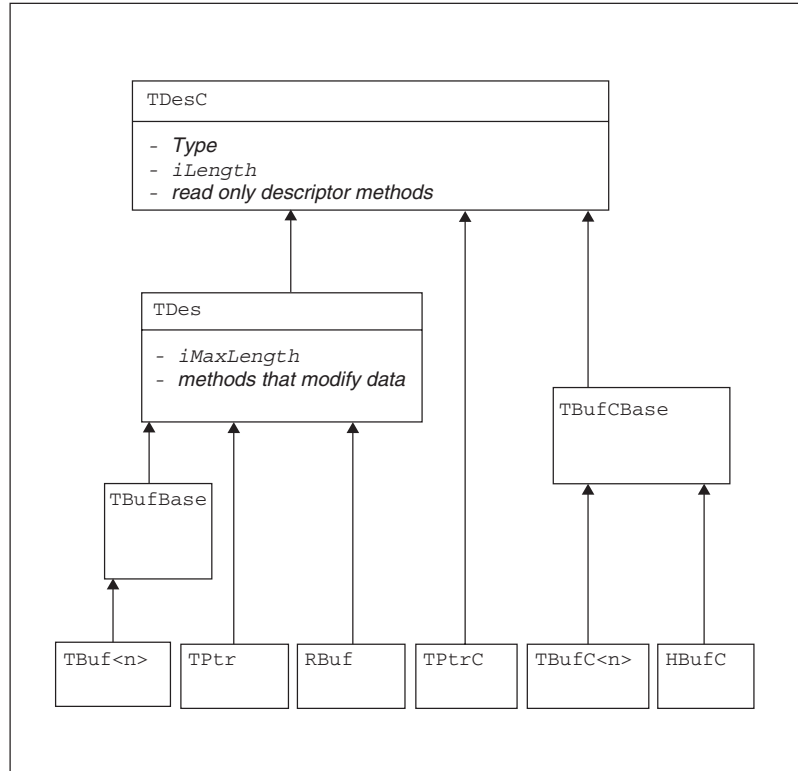 TDesC
- Type
- iLength
- read only descriptor methods
TDes
- iMaxLength
- methods that modify data
TBufCBase
TBufBase
TBuf<n>
TPtr
RBuf
TPtrC
TBufC<n>
HBufC